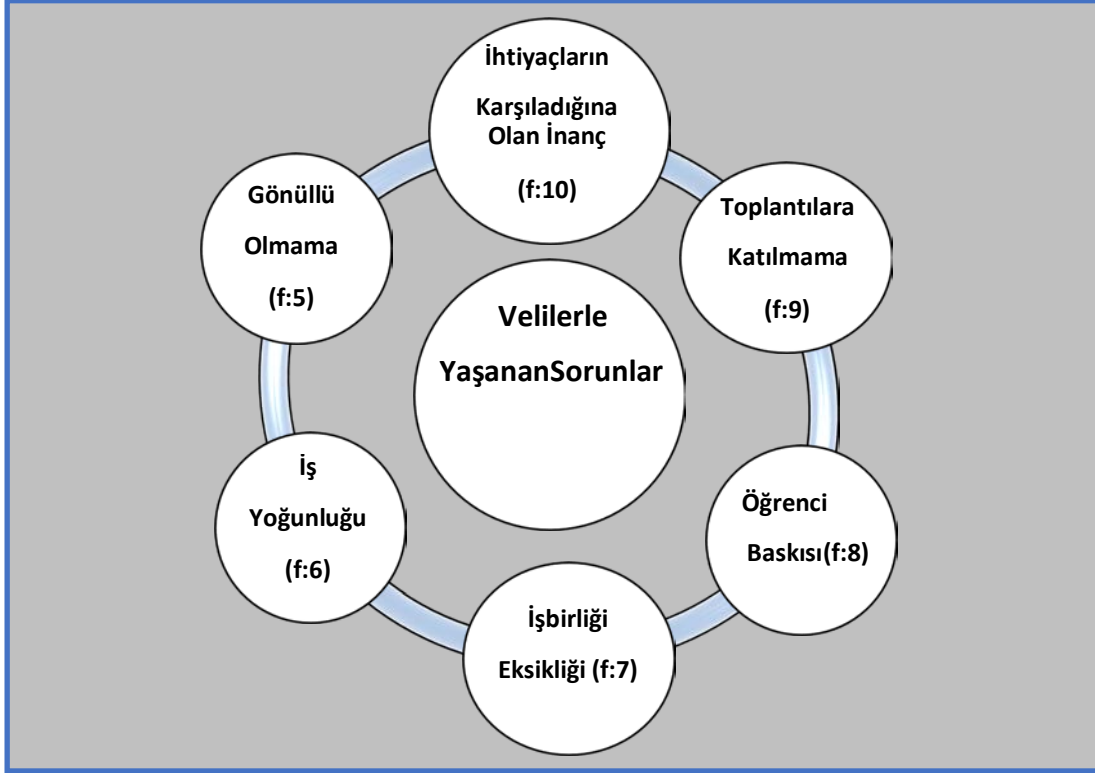 İhtiyaçların
Karşıladığına
Olan İnanç
(f:10)
Toplantılara
Katılmama
(f:9)
Öğrenci
Baskısı(f:8)
İşbirliği
Eksikliği (f:7)
İş
Yoğunluğu
(f:6)
Gönüllü
Olmama
(f:5)
Velilerle
YaşananSorunlar